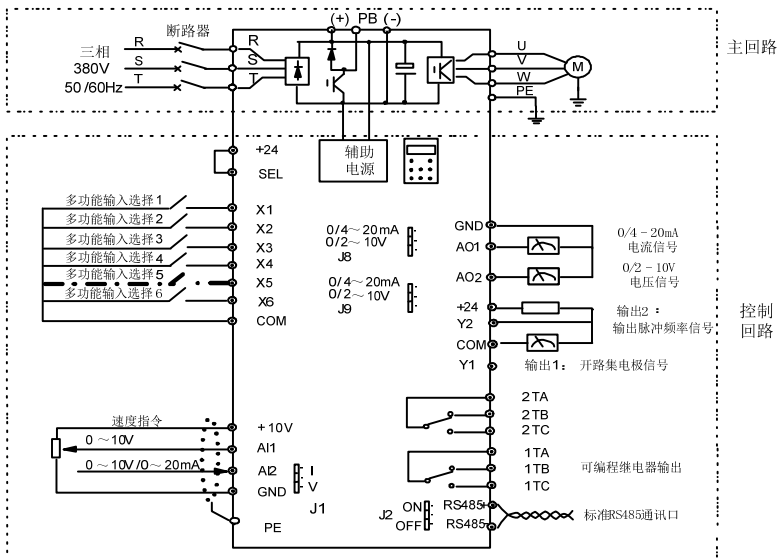 断路器
(+) PB (-)
三相
380V
50/60Hz
R
S
T
R
S
T
U
V
W
PE
M
主回路
+24
SEL
辅助
电源
多功能输入选择1
多功能输入选择2
多功能输入选择3
多功能输入选择4
多功能输入选择5
多功能输入选择6
X1
X2
X3
X4
X5
X6
COM
0/4～20mA
0/2～10V
J8
0/4～20mA
0/2～10V
J9
GND
AO1
AO2
+24
Y2
COM
Y1
0/4-20mA
电流信号
0/2-10V
电压信号
输出2：
输出脉冲频率信号
输出1： 开路集电极信号
控制
回路
速度指令
0～10V
0～10V/0～20mA
+10V
AI1
AI2
GND
PE
I
V
J1
J2
ON
OFF
2TA
2TB
2TC
1TA
1TB
1TC
可编程继电器输出
RS485+
RS485-
标准RS485通讯口